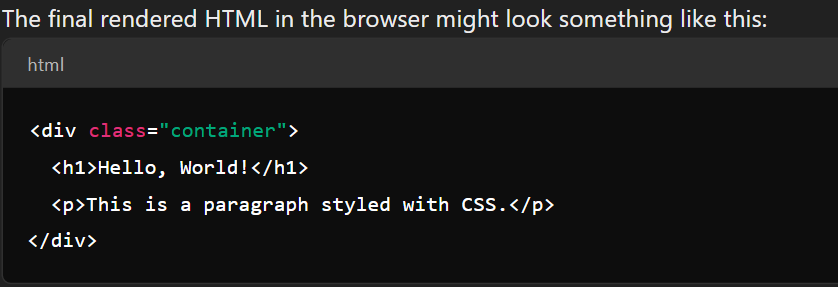 The final rendered HTML in the browser might look something like this:
html
<div class="container">
  <h1>Hello, World!</h1>
  <p>This is a paragraph styled with CSS.</p>
</div>